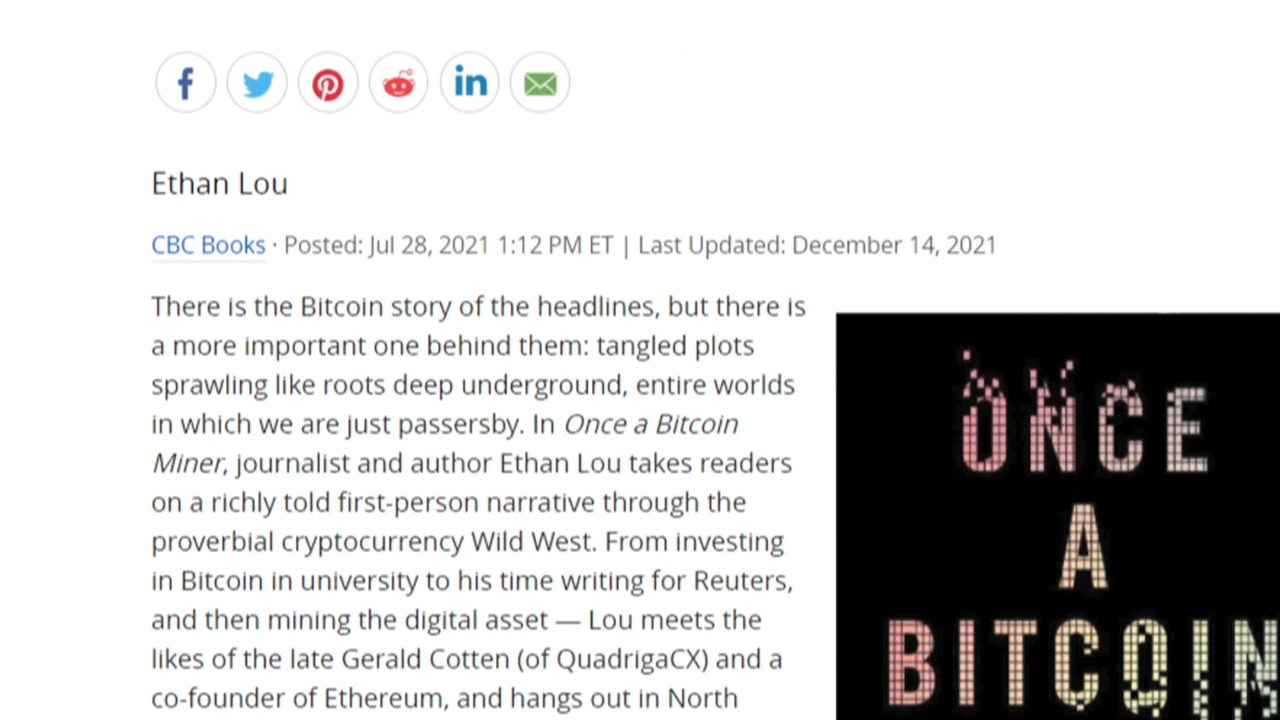 Ethan Lou
CBC Books · Posted: Jul 28, 2021 1:12 PM ET | Last Updated: December 14, 2021
There is the Bitcoin story of the headlines, but there is
a more important one behind them: tangled plots
sprawling like roots deep underground, entire worlds
in which we are just passersby. In Once a Bitcoin
Miner, journalist and author Ethan Lou takes readers
on a richly told first-person narrative through the
proverbial cryptocurrency Wild West. From investing
in Bitcoin in university to his time writing for Reuters,
and then mining the digital asset — Lou meets the
likes of the late Gerald Cotten (of QuadrigaCX) and a
co-founder of Ethereum, and hangs out in North
ONCE
A
BITCOIN